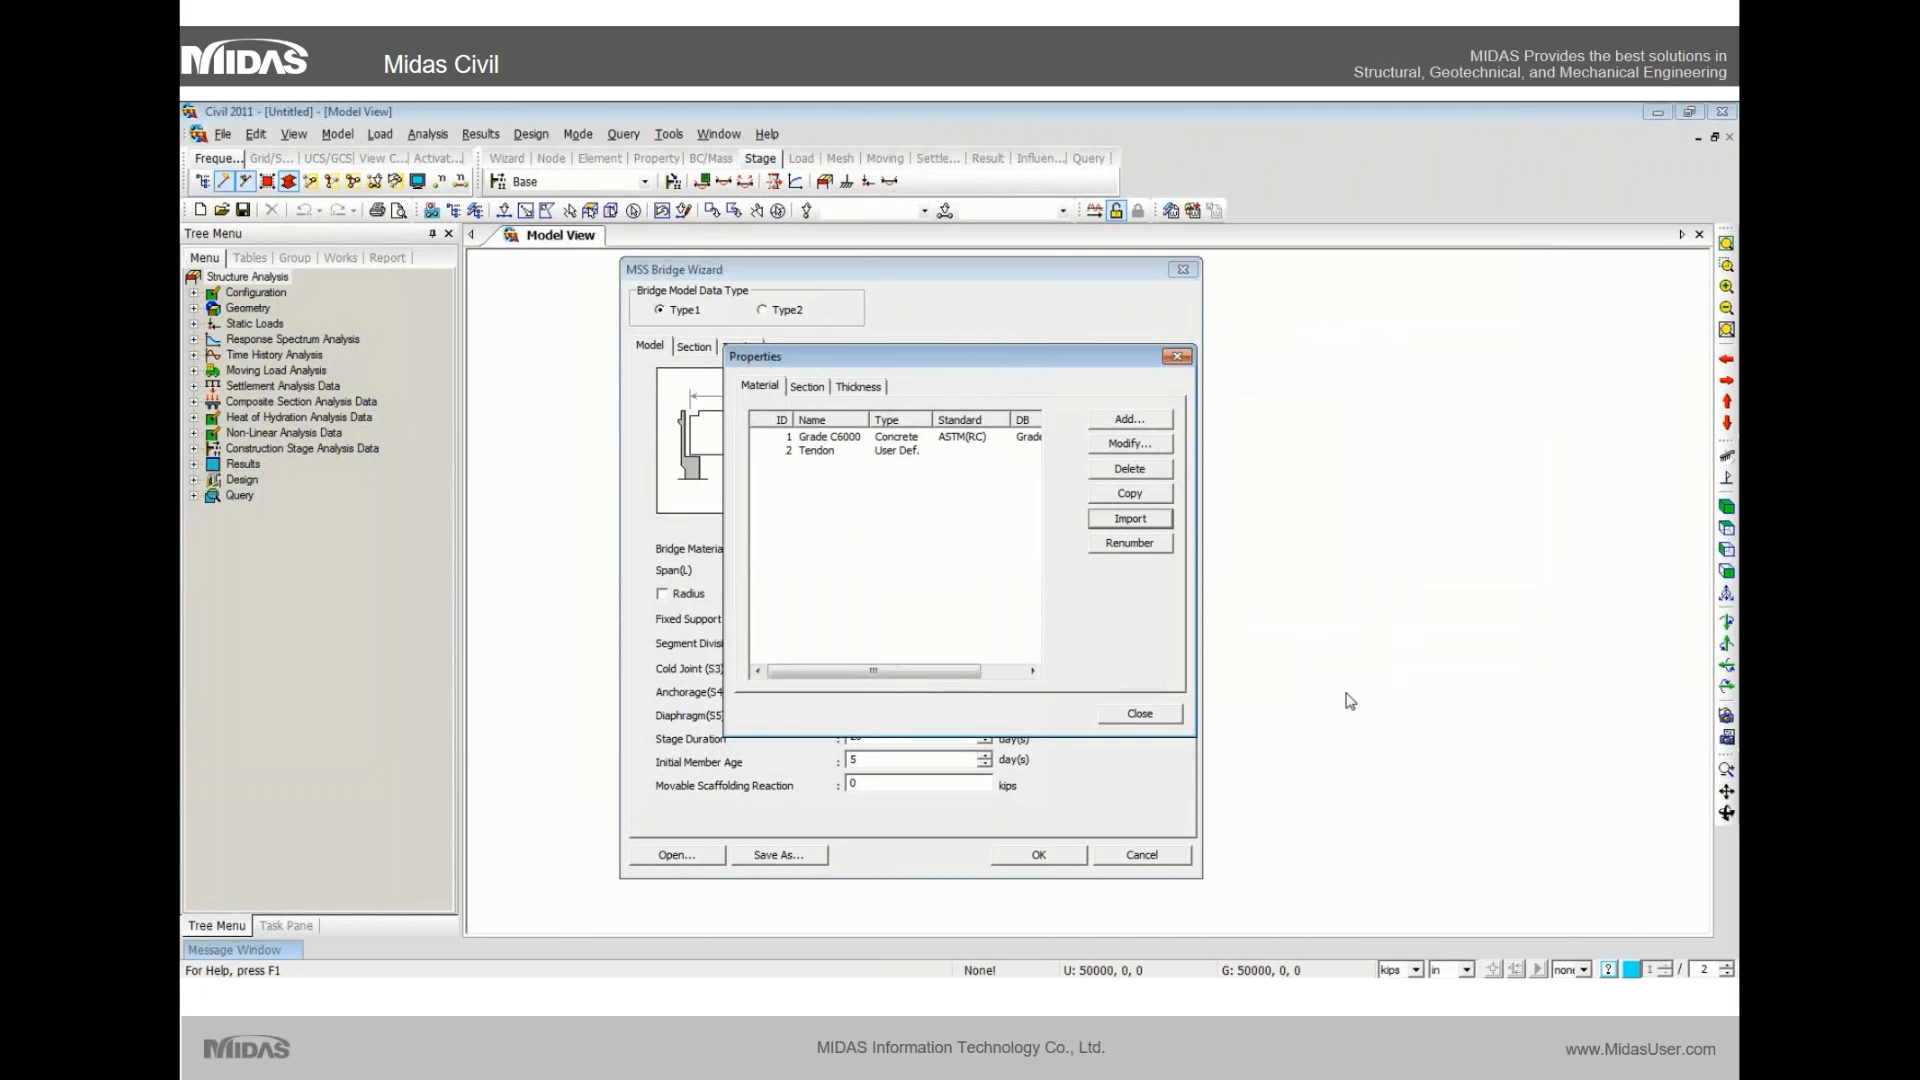 MIDAS
Midas Civil
MIDAS Provides the best solutions in
Structural, Geotechnical, and Mechanical Engineering
Civil 2011 - [Untitled] - [Model View]
File Edit View Model Load Analysis Results Design Mode Query Tools Window Help
Freque... Grid/S... UCS/GCS View C... Activat... Wizard Node Element Property BC/Mass Stage Load Mesh Moving Settle... Result Influen... Query
Base
Tree Menu
Model View
Menu Tables Group Works Report
Structure Analysis
Configuration
Geometry
Static Loads
Response Spectrum Analysis
Time History Analysis
Moving Load Analysis
Settlement Analysis Data
Composite Section Analysis Data
Heat of Hydration Analysis Data
Non-Linear Analysis Data
Construction Stage Analysis Data
Results
Design
Query
MSS Bridge Wizard
Bridge Model Data Type
Type1 Type2
Model Section
Properties
Material Section Thickness
ID Name Type Standard DB
1 Grade C6000 Concrete ASTM(RC) Grade
2 Tendon User Def.
Add...
Modify...
Delete
Copy
Import
Renumber
Close
Bridge Materia
Span(L)
Radius
Fixed Support
Segment Divisi
Cold Joint (S3)
Anchorage(S4
Diaphragm(S5)
Stage Duration : day(s)
Initial Member Age : 5 day(s)
Movable Scaffolding Reaction : 0 kips
Open... Save As... OK Cancel
Tree Menu Task Pane
Message Window
For Help, press F1 None! U: 50000, 0, 0 G: 50000, 0, 0 kips in none 1 / 2
MIDAS
MIDAS Information Technology Co., Ltd.
www.MidasUser.com